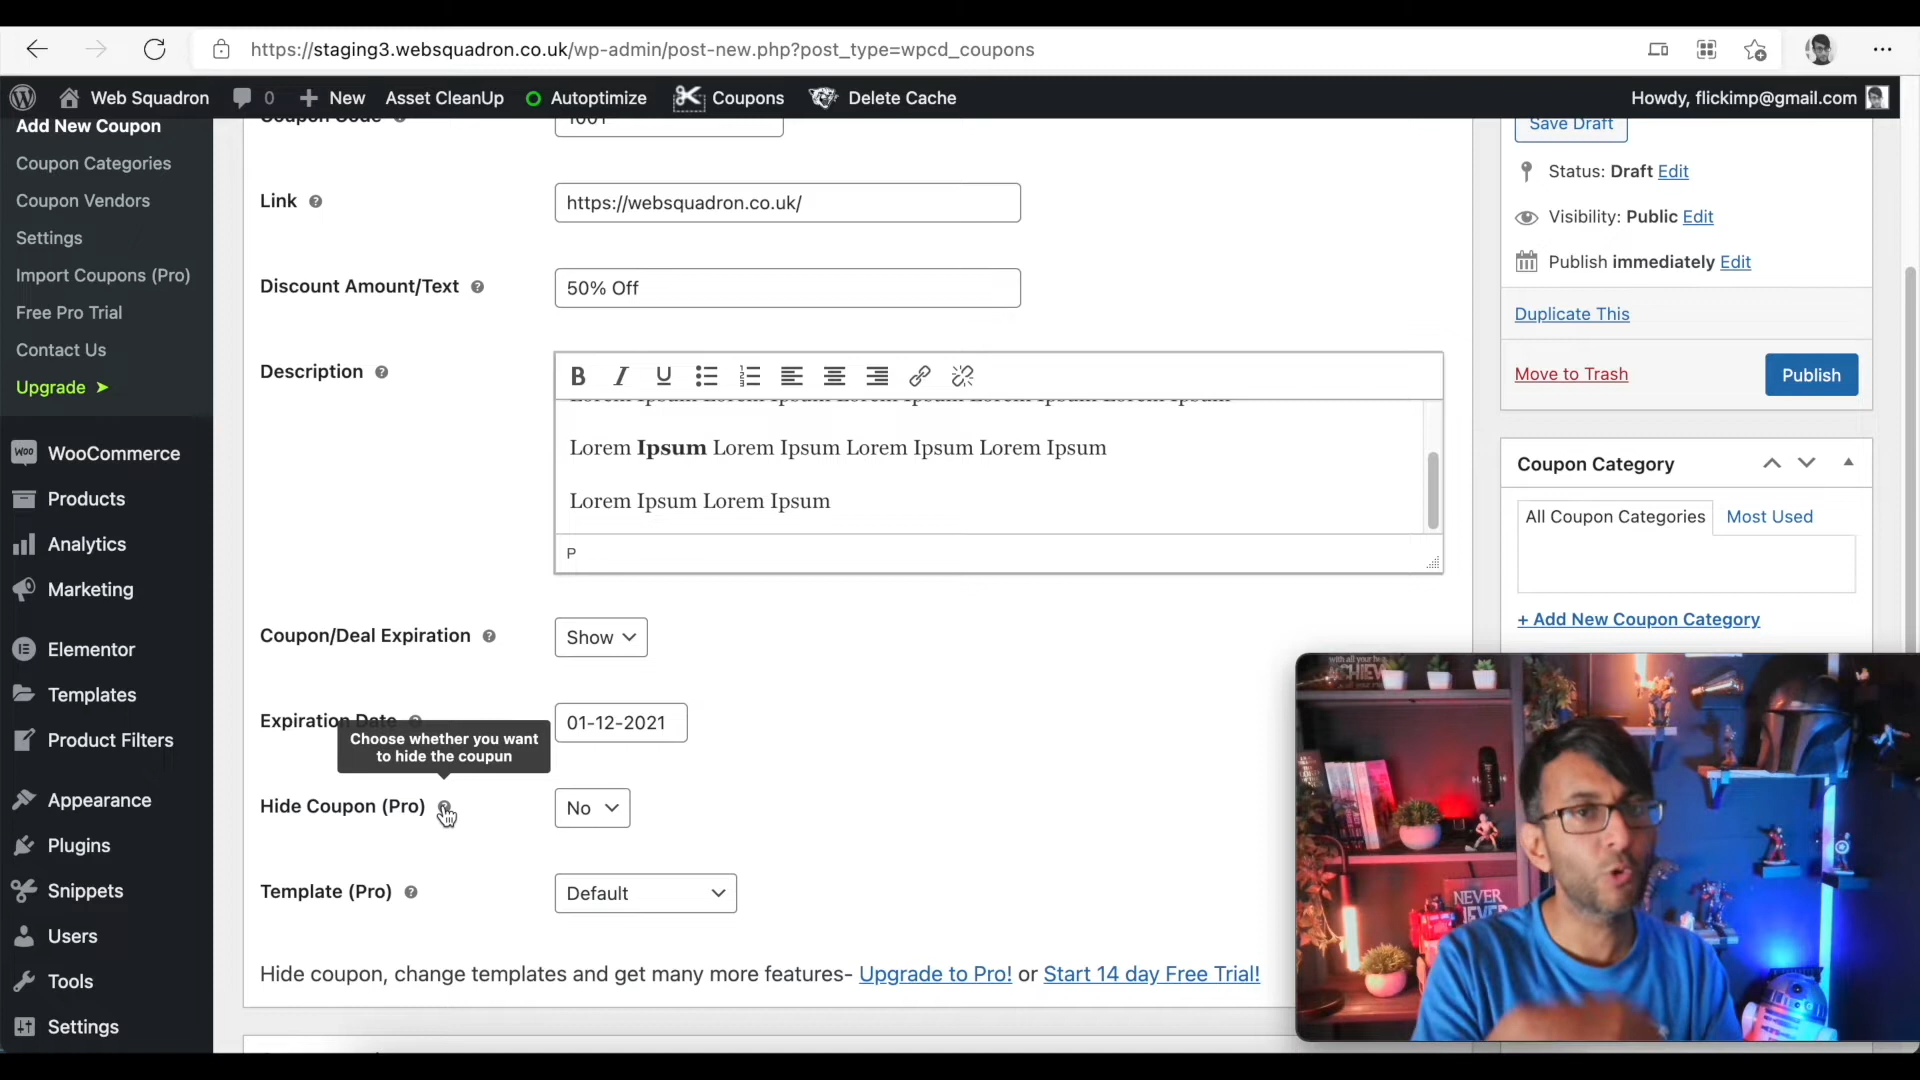 https://staging3.websquadron.co.uk/wp-admin/post-new.php?post_type=wpcd_coupons
Web Squadron
0
New
Asset CleanUp
Autoptimize
Coupons
Delete Cache
Howdy, flickimp@gmail.com
Add New Coupon
Coupon Categories
Coupon Vendors
Settings
Import Coupons (Pro)
Free Pro Trial
Contact Us
Upgrade ➤
WooCommerce
Products
Analytics
Marketing
Elementor
Templates
Product Filters
Appearance
Plugins
Snippets
Users
Tools
Settings
Coupon Code
1001
Link
https://websquadron.co.uk/
Discount Amount/Text
50% Off
Description
Lorem Ipsum Lorem Ipsum Lorem Ipsum Lorem Ipsum Lorem Ipsum
Lorem Ipsum Lorem Ipsum Lorem Ipsum Lorem Ipsum
Lorem Ipsum Lorem Ipsum
P
Coupon/Deal Expiration
Show
Expiration Date
01-12-2021
Choose whether you want
to hide the coupun
Hide Coupon (Pro)
No
Template (Pro)
Default
Hide coupon, change templates and get many more features- Upgrade to Pro! or Start 14 day Free Trial!
Save Draft
Status: Draft Edit
Visibility: Public Edit
Publish immediately Edit
Duplicate This
Move to Trash
Publish
Coupon Category
All Coupon Categories
Most Used
+ Add New Coupon Category
NEVER